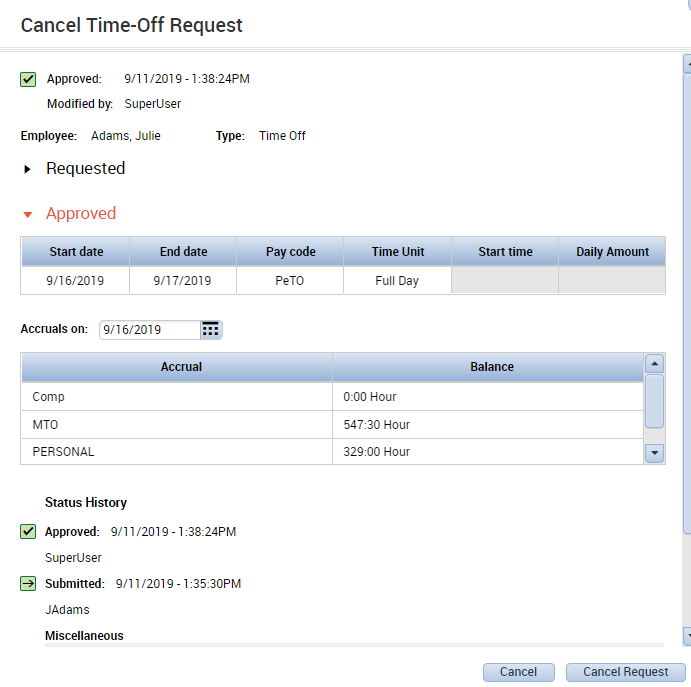 Cancel Time-Off Request
Approved: 9/11/2019 - 1:38:24PM
Modified by: SuperUser
Employee: Adams, Julie Type: Time Off
Requested
Approved
Start date End date Pay code Time Unit Start time Daily Amount
9/16/2019 9/17/2019 PeTO Full Day
Accruals on: 9/16/2019
Accrual Balance
Comp 0:00 Hour
MTO 547:30 Hour
PERSONAL 329:00 Hour
Status History
Approved: 9/11/2019 - 1:38:24PM
SuperUser
Submitted: 9/11/2019 - 1:35:30PM
JAdams
Miscellaneous
Cancel Cancel Request